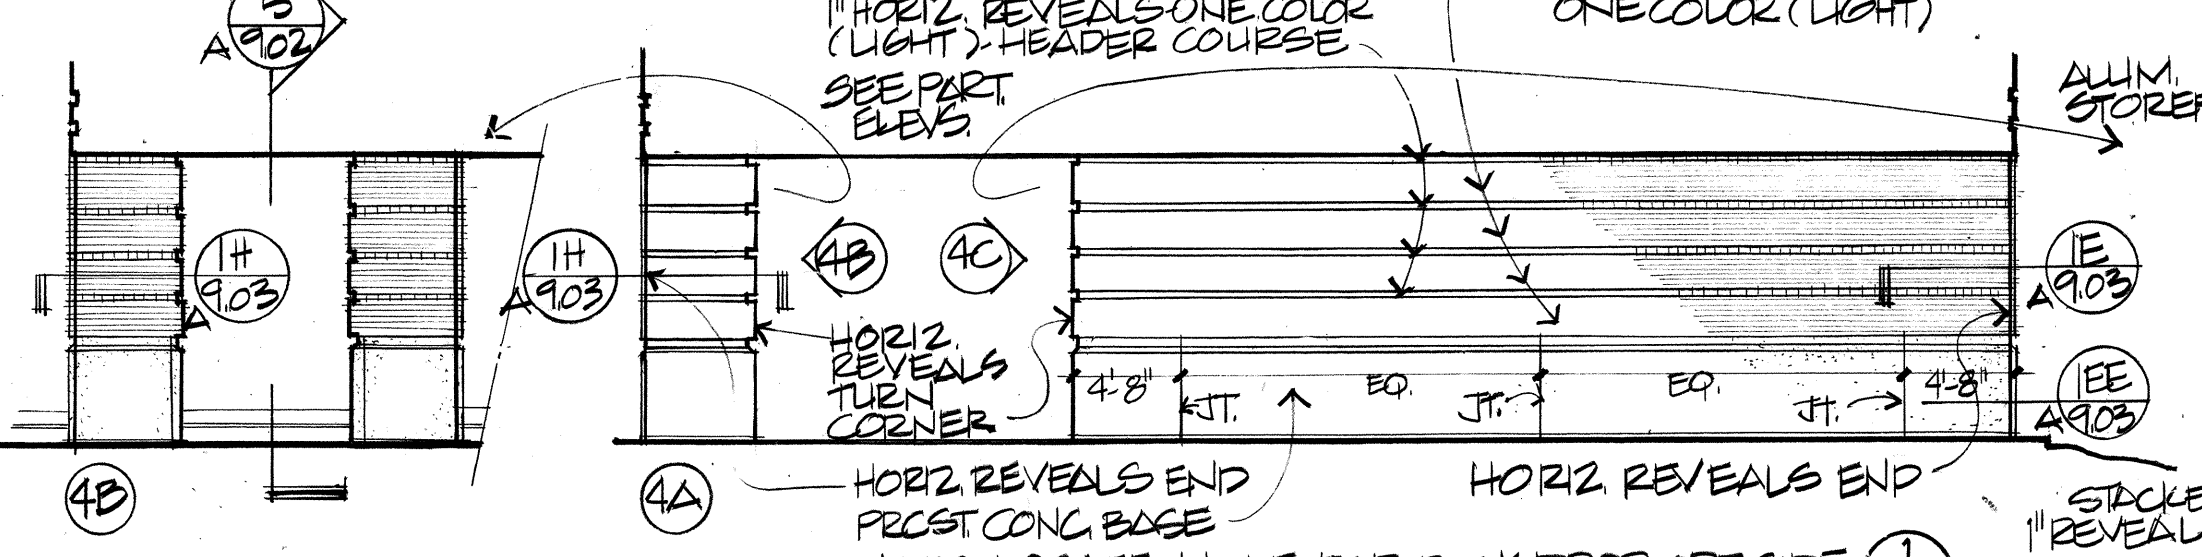 5
A 9.02
1" HORIZ. REVEALS-ONE COLOR
(LIGHT)-HEADER COURSE
SEE PART.
ELEVS.
ONE COLOR (LIGHT)
ALUM.
1H
9.03
1H
A 9.03
4B
4C
1E
A 9.03
HORIZ.
REVEALS
TURN
CORNER
4'-8"
JT.
EQ.
JT.
EQ.
JT.
4'-8"
1EE
A 9.03
4B
4A
HORIZ. REVEALS END
PRCST. CONC. BASE
HORIZ. REVEALS END
1" REVEAL
1